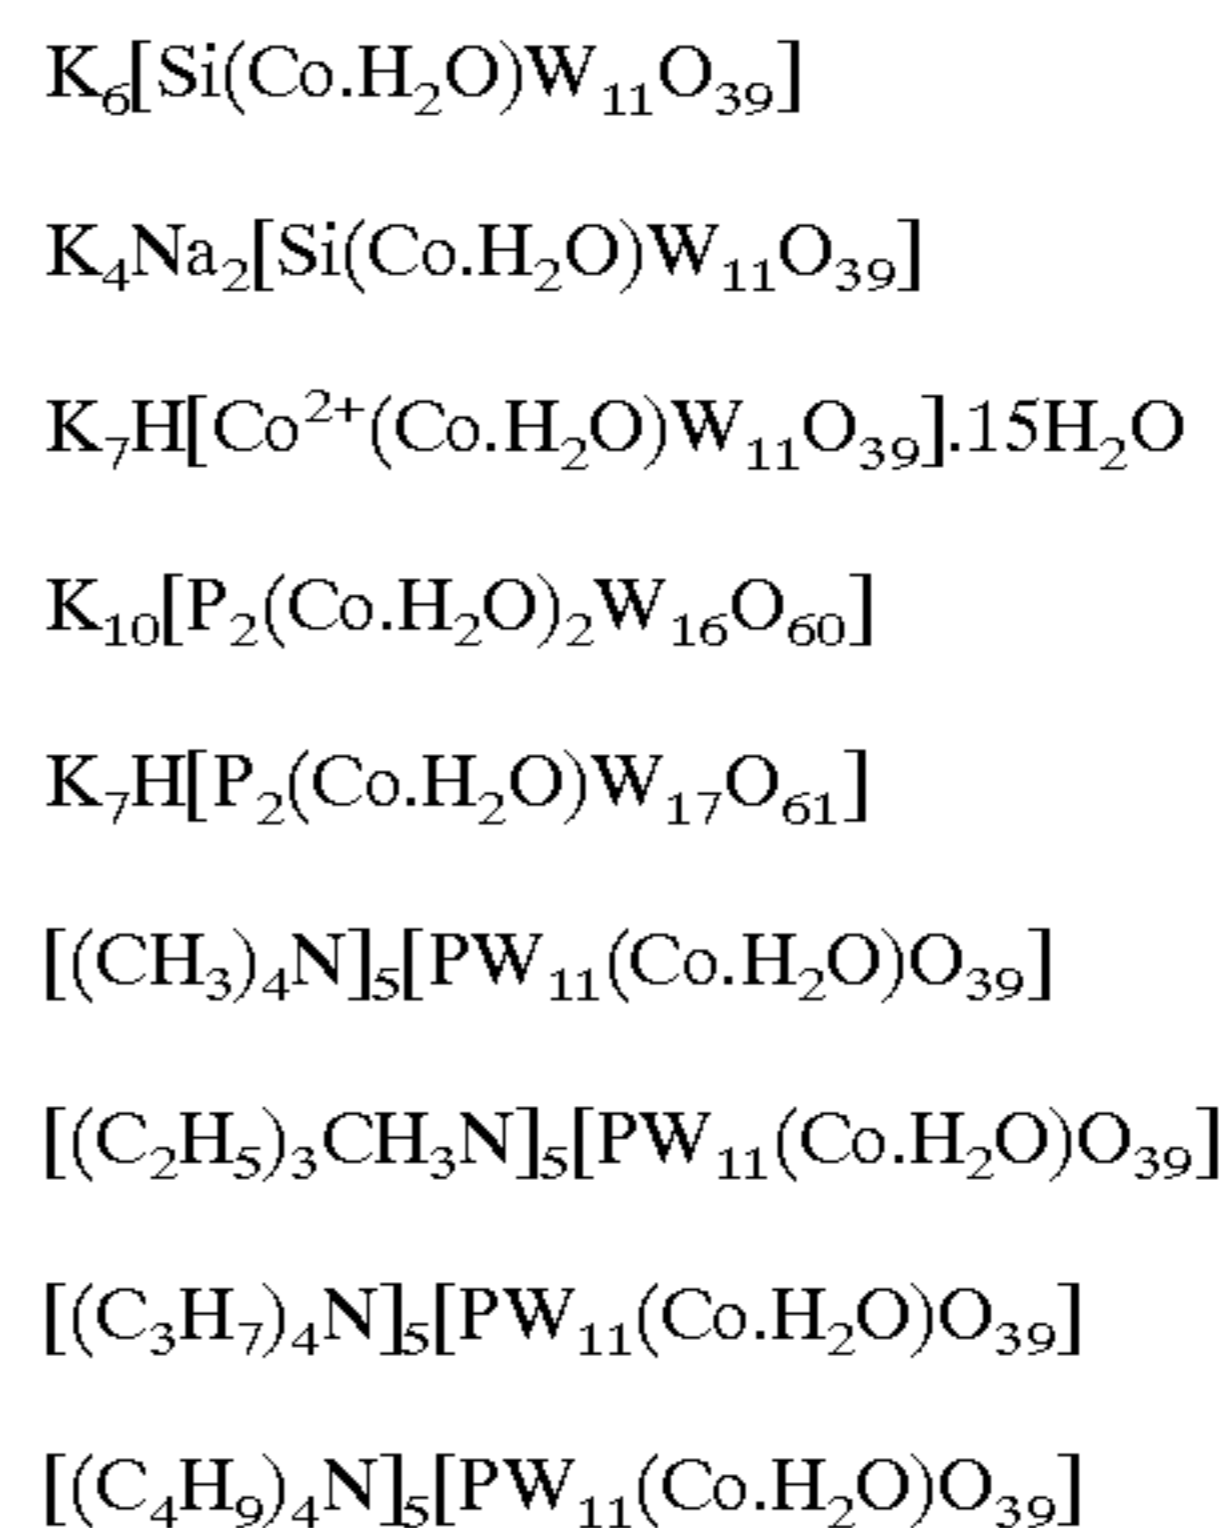 K₆[Si(Co.H₂O)W₁₁O₃₉]
K₄Na₂[Si(Co.H₂O)W₁₁O₃₉]
K₇H[Co²⁺(Co.H₂O)W₁₁O₃₉].15H₂O
K₁₀[P₂(Co.H₂O)₂W₁₆O₆₀]
K₇H[P₂(Co.H₂O)W₁₇O₆₁]
[(CH₃)₄N]₅[PW₁₁(Co.H₂O)O₃₉]
[(C₂H₅)₃CH₃N]₅[PW₁₁(Co.H₂O)O₃₉]
[(C₃H₇)₄N]₅[PW₁₁(Co.H₂O)O₃₉]
[(C₄H₉)₄N]₅[PW₁₁(Co.H₂O)O₃₉]